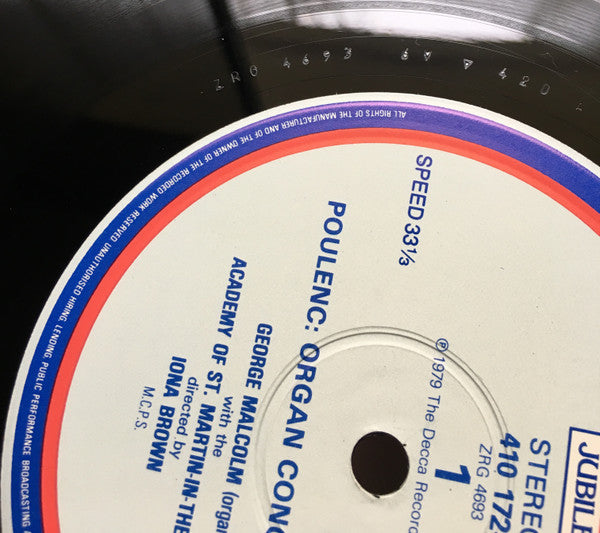 ZRG 4693 6V ▽ 420
ALL RIGHTS OF THE MANUFACTURER AND OF THE OWNER OF THE RECORDED WORK RESERVED UNAUTHORISED HIRING, LENDING, PUBLIC PERFORMANCE BROADCASTING
SPEED 33⅓
JUBILE
STEREO
410 172
ZRG 4693
1
℗ 1979 The Decca Record
POULENC: ORGAN CONC
GEORGE MALCOLM (organ
with the
ACADEMY OF ST. MARTIN-IN-THE
directed by
IONA BROWN
M.C.P.S.